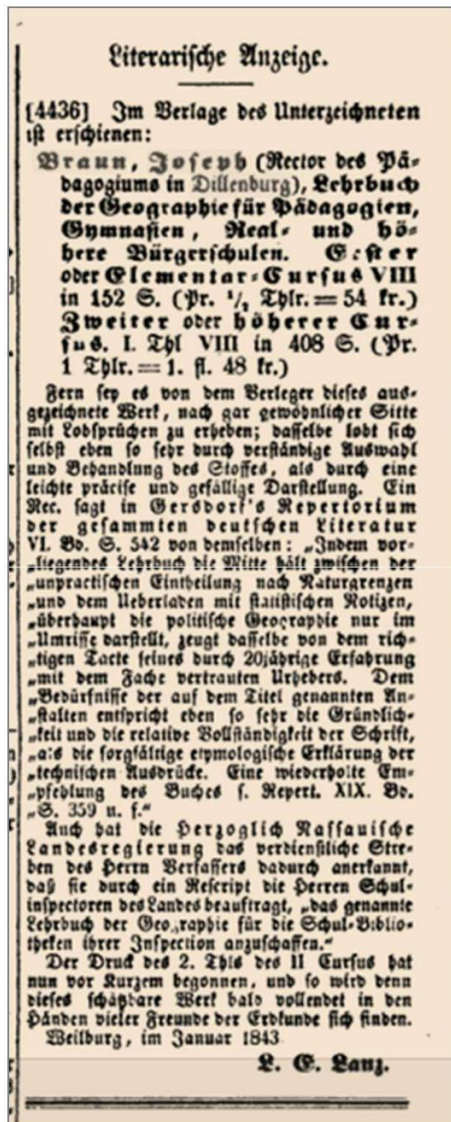 Literarische Anzeige.
[4436] Im Verlage des Unterzeichneten
ist erschienen:
Braun, Joseph (Rector des Pä-
dagogiums in Dillenburg), Lehrbuch
der Geographie für Pädagogien,
Gymnasien, Real- und hö-
here Bürgerschulen. Erster
oder Elementar-Cursus VIII
in 152 S. (Pr. ½ Thlr. = 54 kr.)
Zweiter oder höherer Cur-
sus. I. Thl VIII in 408 S. (Pr.
1 Thlr. = 1. fl. 48 kr.)
Fern sey es von dem Verleger dieses aus-
gezeichnete Werk, nach gar gewöhnlicher Sitte
mit Lobsprüchen zu erheben; dasselbe lobt sich
selbst eben so sehr durch verständige Auswahl
und Behandlung des Stoffes, als durch eine
leichte präcise und gefällige Darstellung. Ein
Rec. sagt in Gersdorf's Repertorium
der gesammten deutschen Literatur
VI. Bd. S. 542 von demselben: „Indem vor-
„liegendes Lehrbuch die Mitte hält zwischen der
„unpractischen Eintheilung nach Naturgrenzen
„und dem Ueberladen mit statistischen Notizen,
„überhaupt die politische Geographie nur im
„Umrisse darstellt, zeugt dasselbe von dem rich-
„tigen Tacte seines durch 20jährige Erfahrung
„mit dem Fache vertrauten Urhebers. Dem
„Bedürfnisse der auf dem Titel genannten An-
„stalten entspricht eben so sehr die Gründlich-
„keit und die relative Vollständigkeit der Schrift,
„als die sorgfältige etymologische Erklärung der
„technischen Ausdrücke. Eine wiederholte Em-
„pfehlung des Buches s. Repert. XIX. Bd.
„S. 359 u. f.“
Auch hat die Herzoglich Nassauische
Landesregierung das verdienstliche Stre-
ben des Herrn Verfassers dadurch anerkannt,
daß sie durch ein Rescript die Herren Schul-
inspectoren des Landes beauftragt, „das genannte
Lehrbuch der Geographie für die Schul-Biblio-
theken ihrer Inspection anzuschaffen.“
Der Druck des 2. Thls des II Cursus hat
nun vor Kurzem begonnen, und so wird denn
dieses schätzbare Werk bald vollendet in den
Händen vieler Freunde der Erdkunde sich finden.
Weilburg, im Januar 1843
L. E. Lanz.